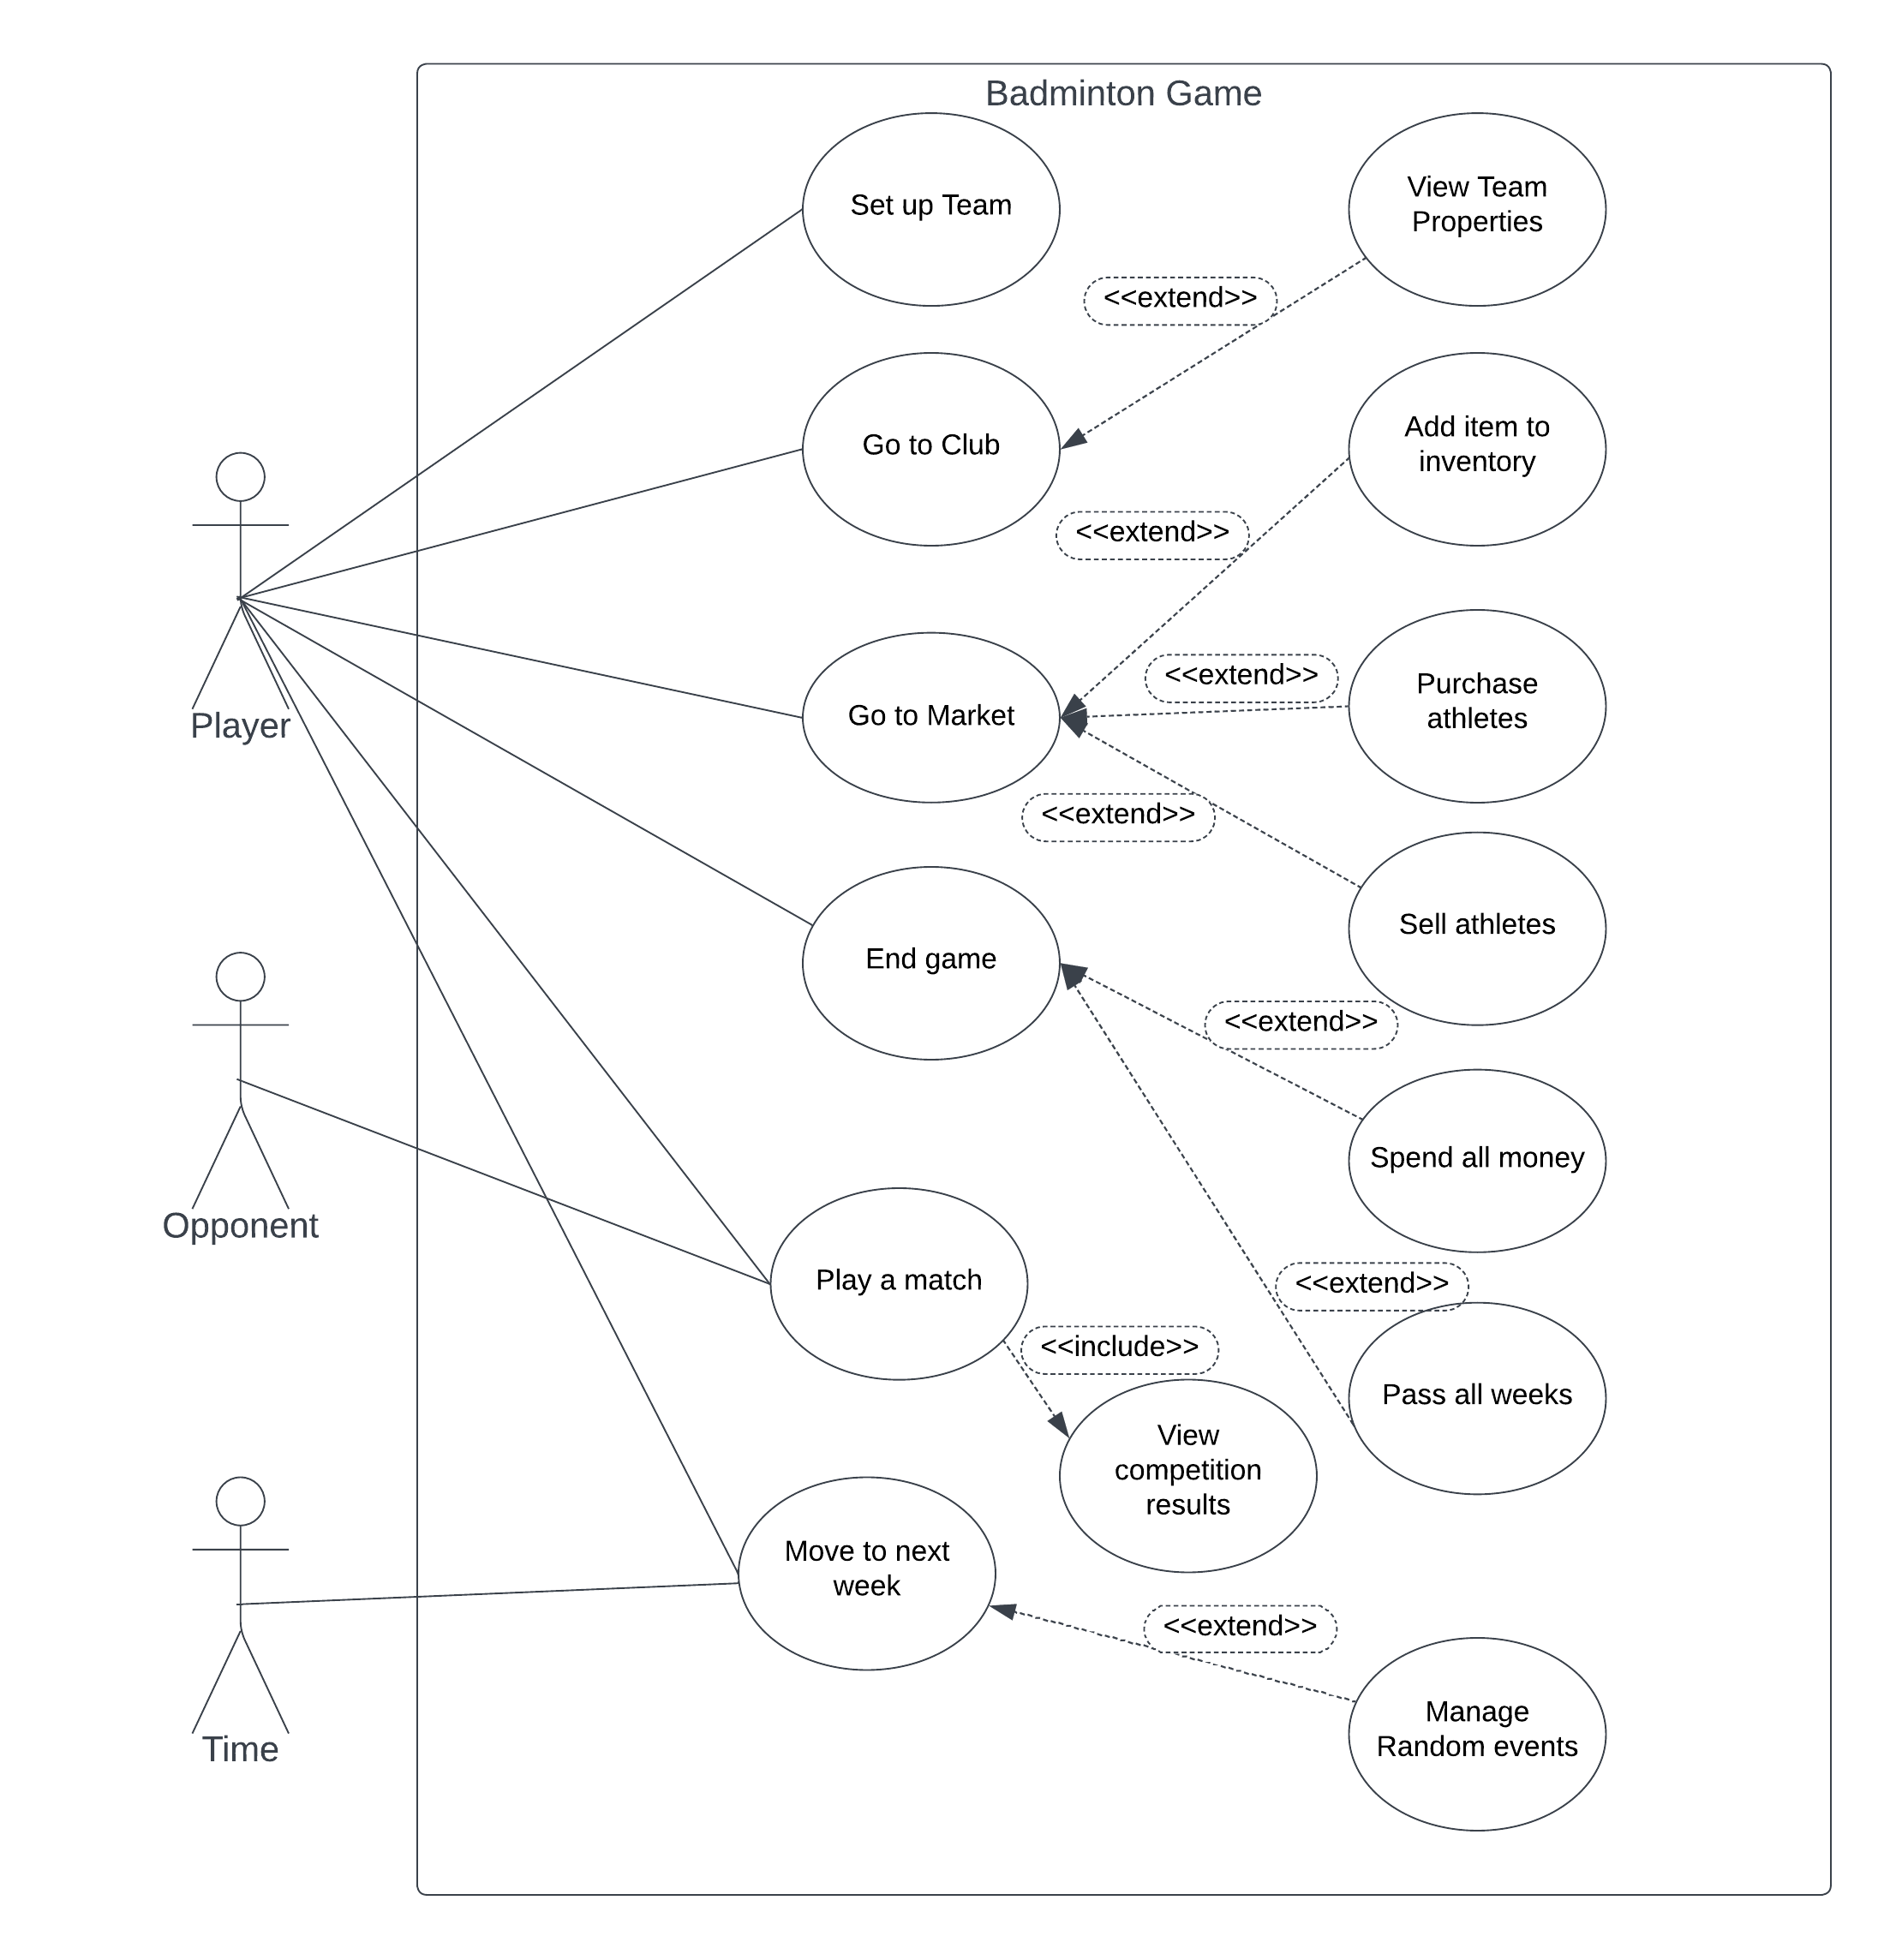 Badminton Game
Set up Team
View Team
Properties
<<extend>>
Go to Club
Add item to
inventory
<<extend>>
Player
Go to Market
<<extend>>
Purchase
athletes
<<extend>>
Sell athletes
End game
<<extend>>
Spend all money
Opponent
Play a match
<<extend>>
<<include>>
Pass all weeks
View
competition
results
Move to next
week
<<extend>>
Manage
Random events
Time